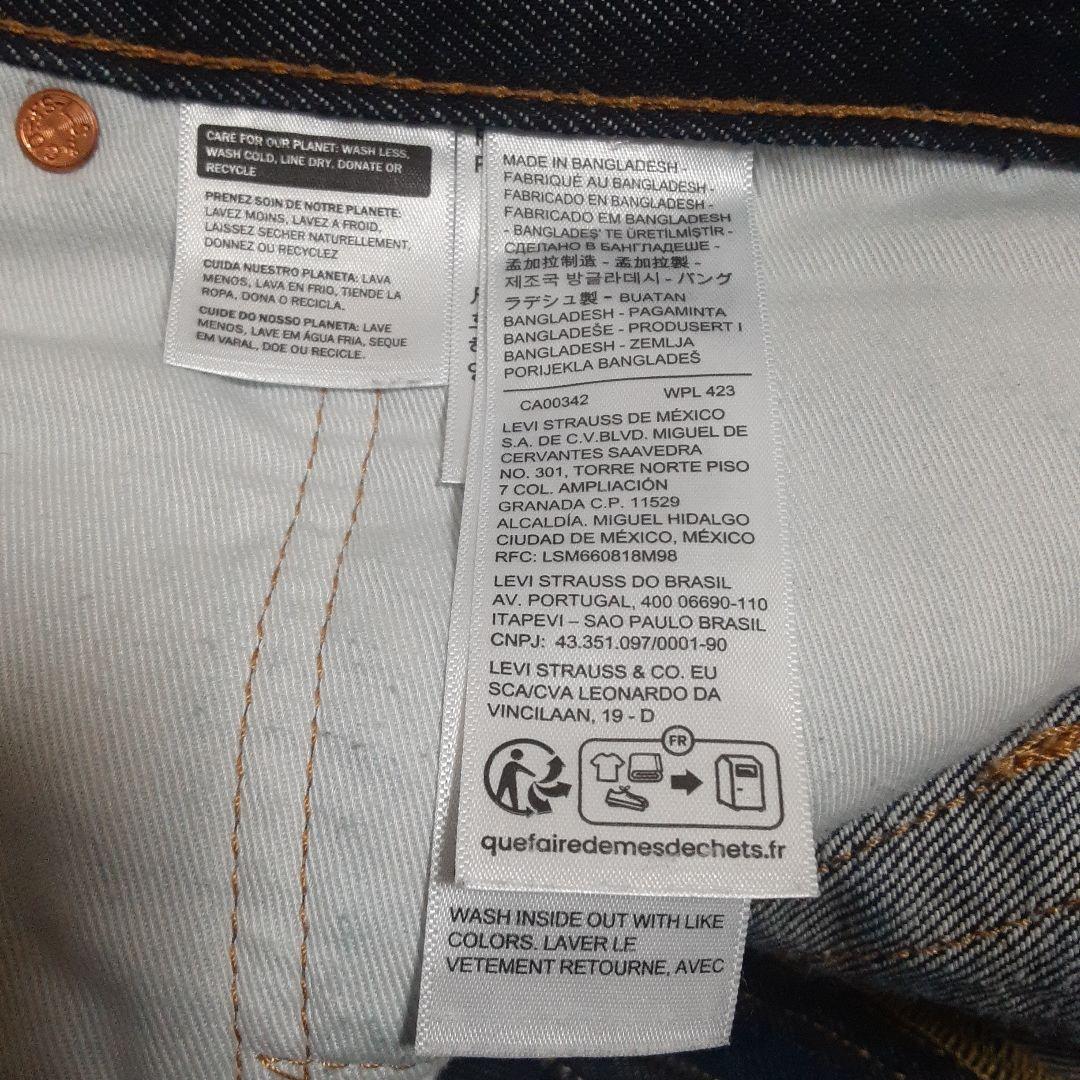 CARE FOR OUR PLANET: WASH LESS,
WASH COLD, LINE DRY, DONATE OR
RECYCLE
PRENEZ SOIN DE NOTRE PLANETE:
LAVEZ MOINS, LAVEZ A FROID,
LAISSEZ SECHER NATURELLEMENT,
DONNEZ OU RECYCLEZ
CUIDA NUESTRO PLANETA: LAVA
MENOS, LAVA EN FRIO, TIENDE LA
ROPA, DONA O RECICLA.
CUIDE DO NOSSO PLANETA: LAVE
MENOS, LAVE EM ÁGUA FRIA, SEQUE
EM VARAL, DOE OU RECICLE.
MADE IN BANGLADESH -
FABRIQUÉ AU BANGLADESH -
FABRICADO EN BANGLADESH -
FABRICADO EM BANGLADESH
- BANGLADEŞ' TE ÜRETİLMİŞTİR -
СДЕЛАНО В БАНГЛАДЕШЕ -
孟加拉制造 - 孟加拉製 -
제조국 방글라데시 - バング
ラデシュ製 - BUATAN
BANGLADESH - PAGAMINTA
BANGLADEŠE - PRODUSERT I
BANGLADESH - ZEMLJA
PORIJEKLA BANGLADEŠ
CA00342 WPL 423
LEVI STRAUSS DE MÉXICO
S.A. DE C.V.BLVD. MIGUEL DE
CERVANTES SAAVEDRA
NO. 301, TORRE NORTE PISO
7 COL. AMPLIACIÓN
GRANADA C.P. 11529
ALCALDÍA. MIGUEL HIDALGO
CIUDAD DE MÉXICO, MÉXICO
RFC: LSM660818M98
LEVI STRAUSS DO BRASIL
AV. PORTUGAL, 400 06690-110
ITAPEVI – SAO PAULO BRASIL
CNPJ: 43.351.097/0001-90
LEVI STRAUSS & CO. EU
SCA/CVA LEONARDO DA
VINCILAAN, 19 - D
FR
quefairedemesdechets.fr
WASH INSIDE OUT WITH LIKE
COLORS. LAVER LE
VETEMENT RETOURNE, AVEC